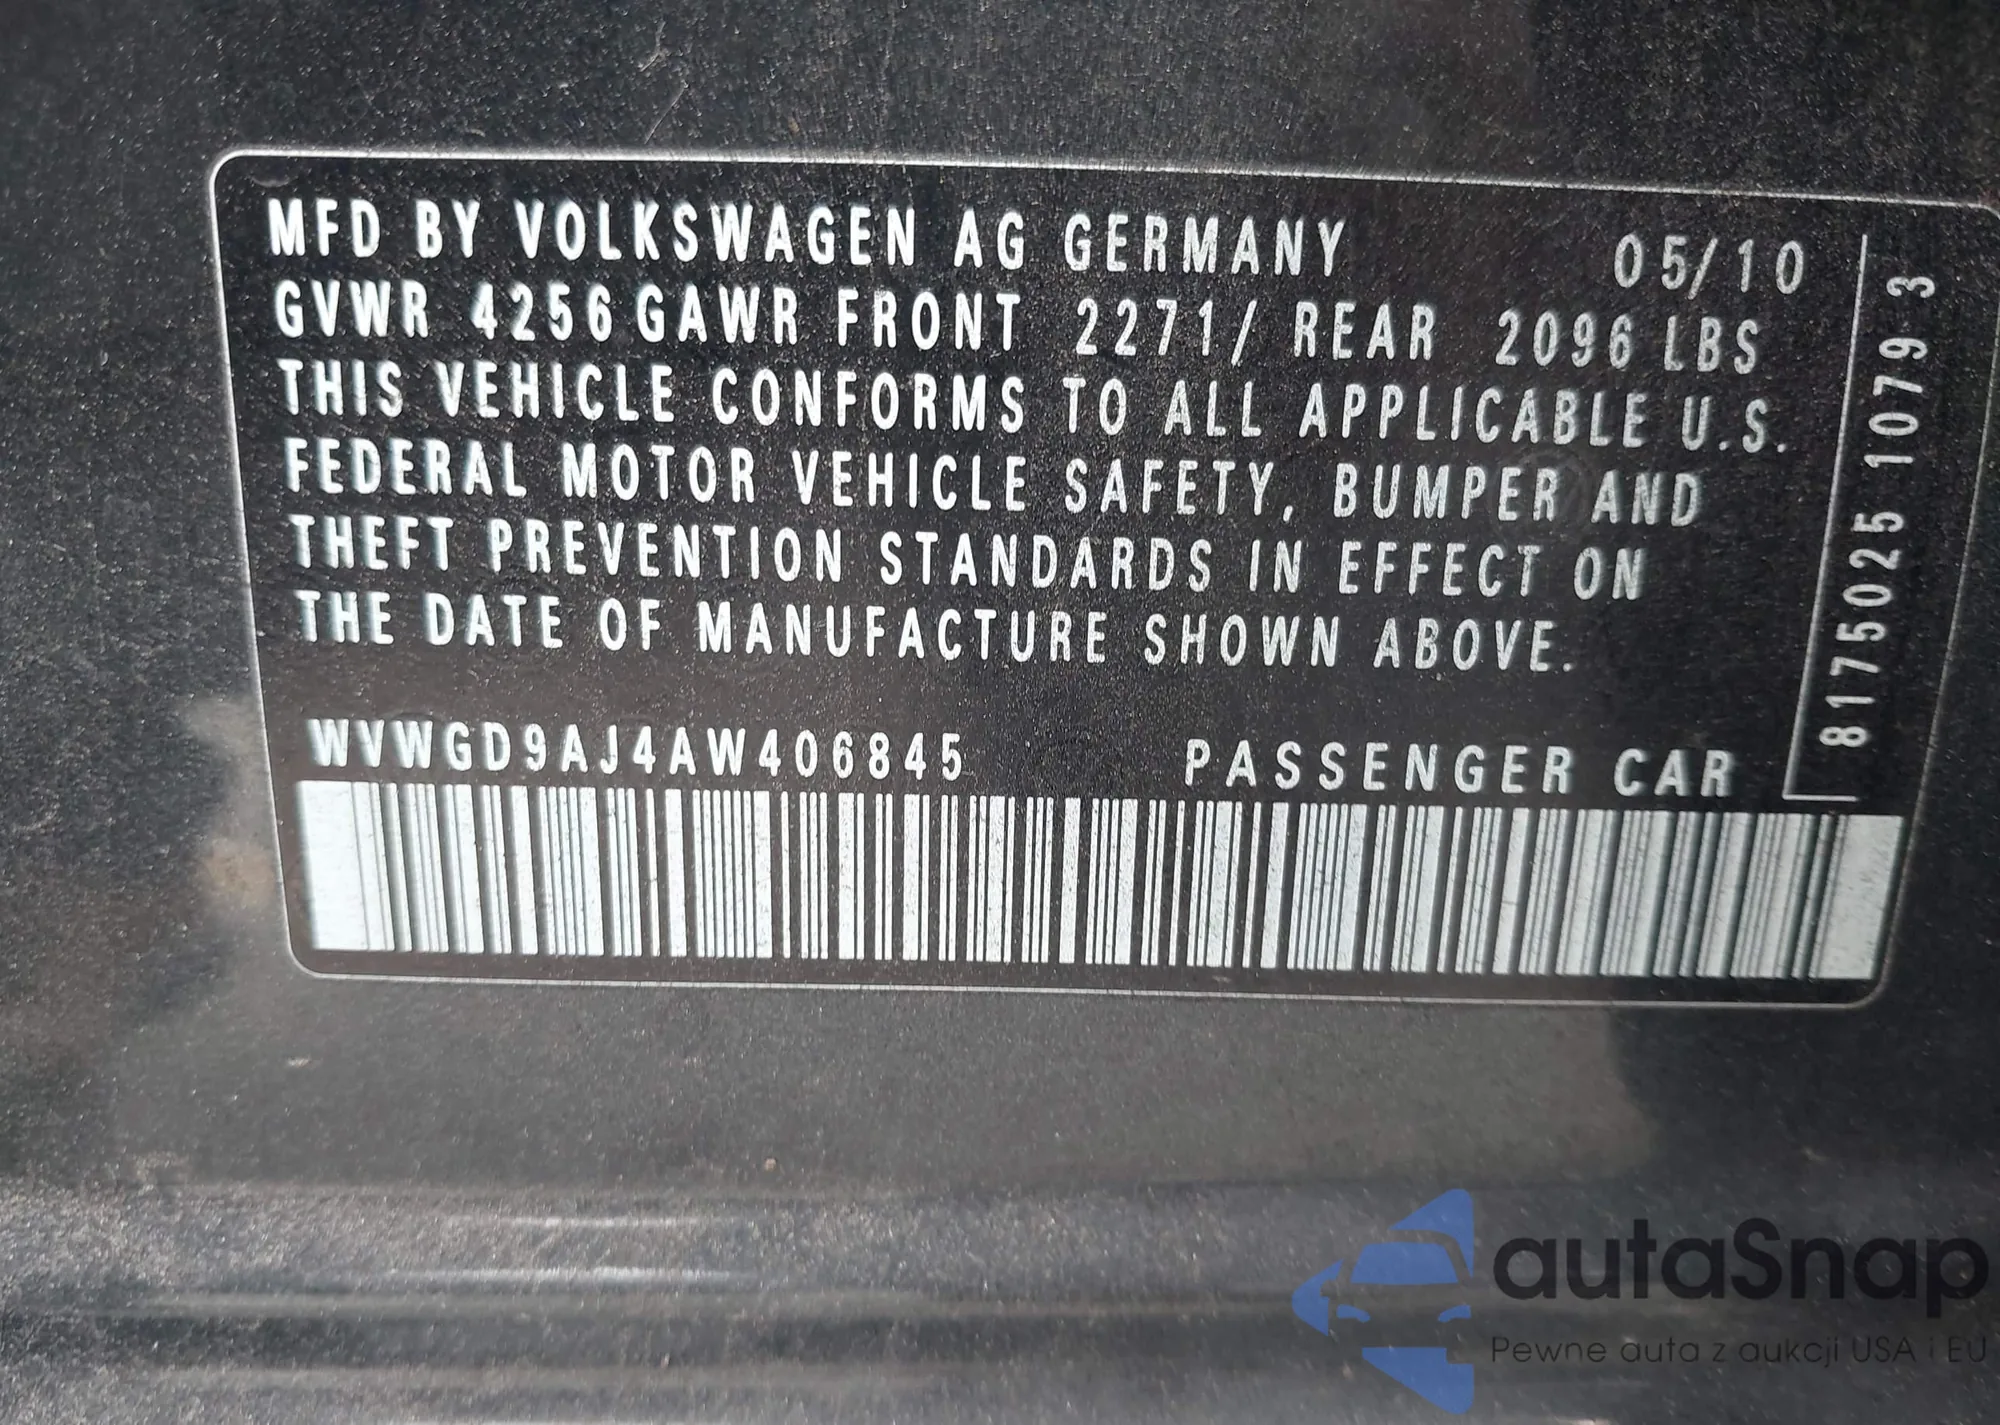 MFD BY VOLKSWAGEN AG GERMANY 05/10
GVWR 4256 GAWR FRONT 2271/ REAR 2096 LBS
THIS VEHICLE CONFORMS TO ALL APPLICABLE U.S.
FEDERAL MOTOR VEHICLE SAFETY, BUMPER AND
THEFT PREVENTION STANDARDS IN EFFECT ON
THE DATE OF MANUFACTURE SHOWN ABOVE.
WVWGD9AJ4AW406845 PASSENGER CAR
8175025 1079 3
autaSnap
Pewne auta z aukcji USA i EU